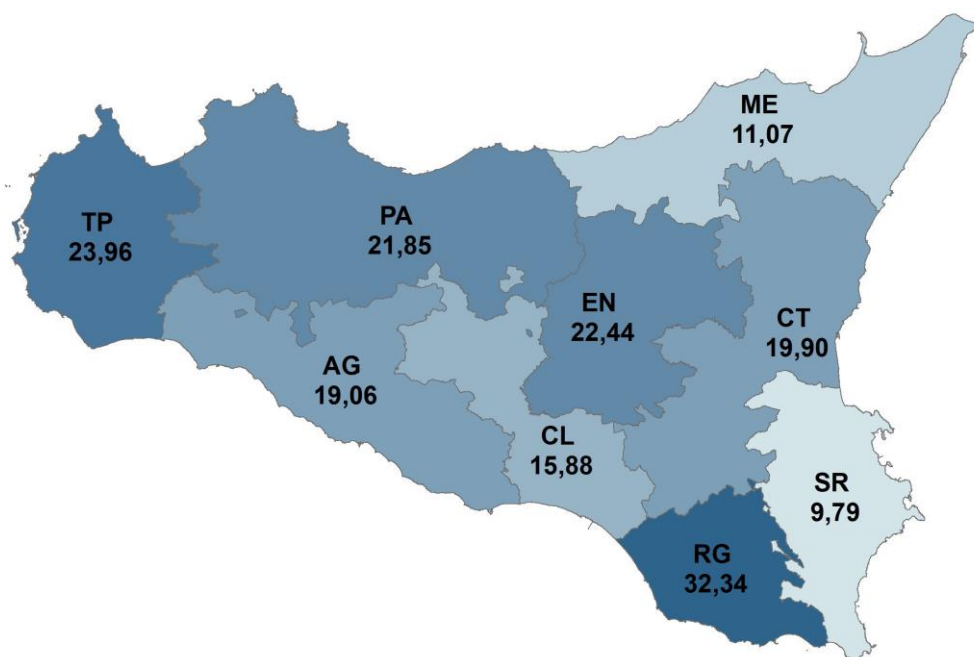 ME
11,07
TP
23,96
PA
21,85
EN
22,44
CT
19,90
AG
19,06
CL
15,88
SR
9,79
RG
32,34